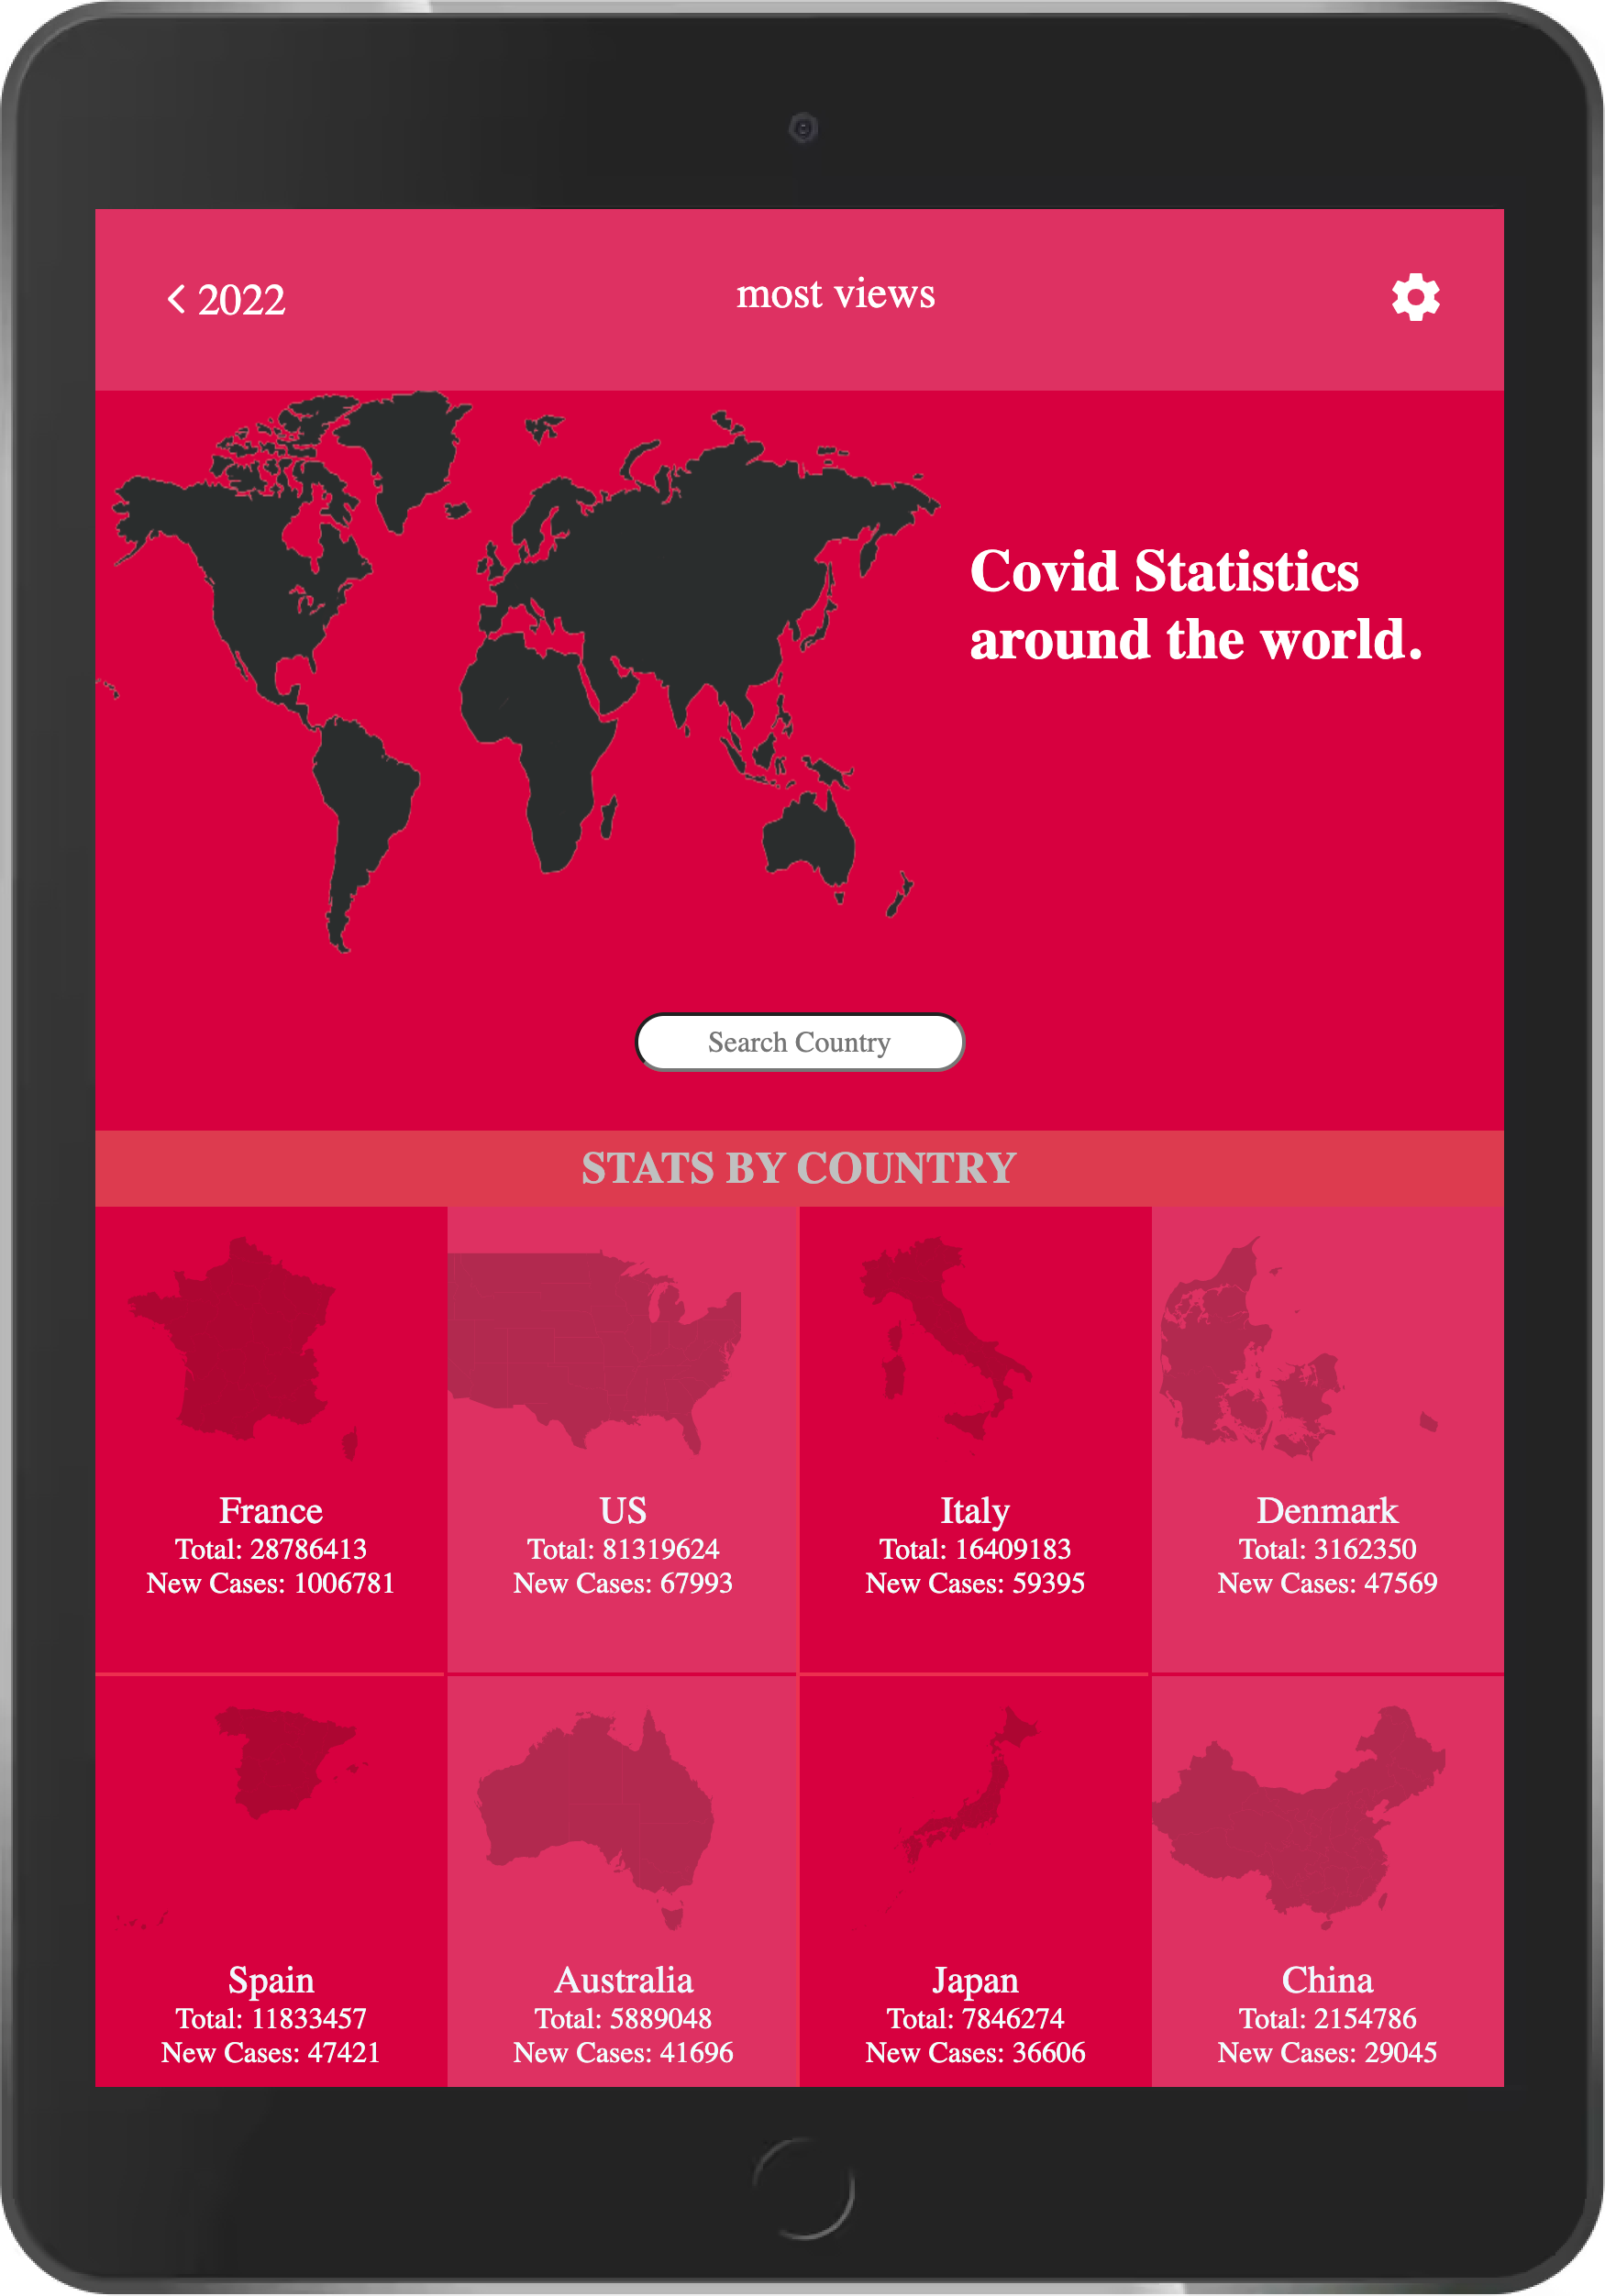 2022
most views
Covid Statistics
around the world.
Search Country
STATS BY COUNTRY
France
Total: 28786413
New Cases: 1006781
US
Total: 81319624
New Cases: 67993
Italy
Total: 16409183
New Cases: 59395
Denmark
Total: 3162350
New Cases: 47569
Spain
Total: 11833457
New Cases: 47421
Australia
Total: 5889048
New Cases: 41696
Japan
Total: 7846274
New Cases: 36606
China
Total: 2154786
New Cases: 29045